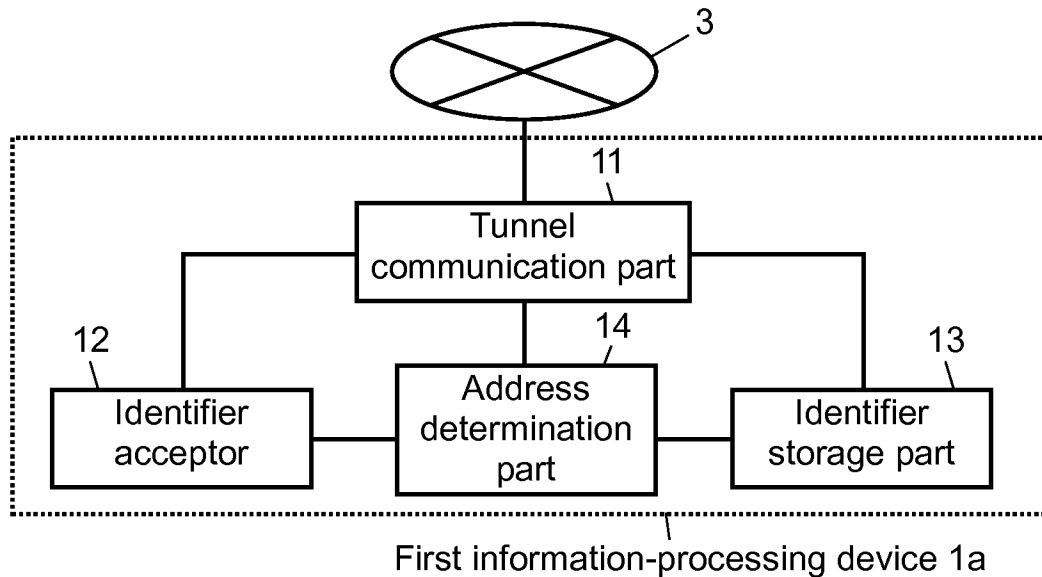 3
11
Tunnel
communication part
12
14
13
Identifier
acceptor
Address
determination
part
Identifier
storage part
First information-processing device 1a